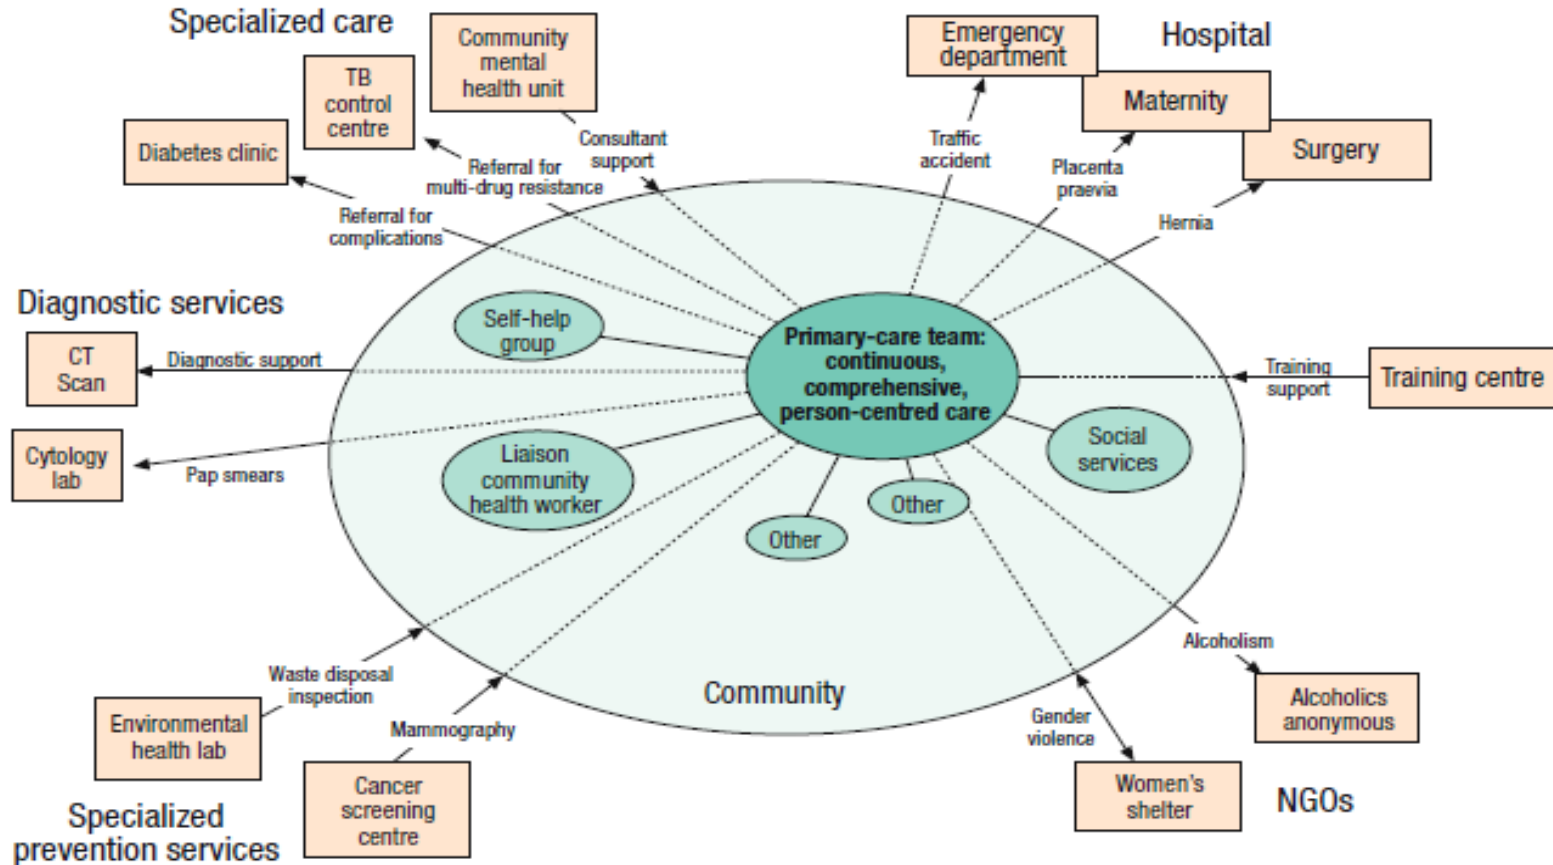 Specialized care
Community
mental
health unit
TB
control
centre
Diabetes clinic
Consultant
support
Referral for
multi-drug resistance
Referral for
complications
Emergency
department
Hospital
Maternity
Surgery
Traffic
accident
Placenta
praevia
Hernia
Diagnostic services
CT
Scan
Diagnostic support
Cytology
lab
Pap smears
Self-help
group
Primary-care team:
continuous,
comprehensive,
person-centred care
Liaison
community
health worker
Other
Other
Social
services
Training
support
Training centre
Community
Waste disposal
inspection
Environmental
health lab
Mammography
Cancer
screening
centre
Specialized
prevention services
Alcoholism
Alcoholics
anonymous
Gender
violence
Women's
shelter
NGOs